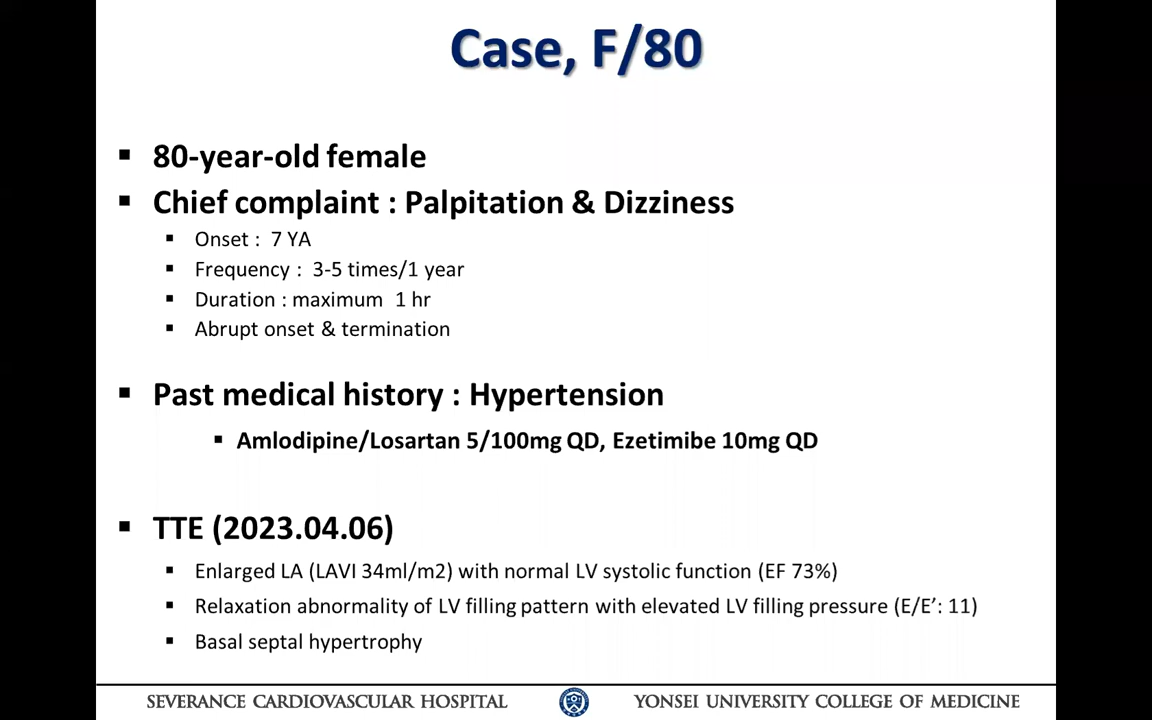 Case, F/80
▪ 80-year-old female
▪ Chief complaint : Palpitation & Dizziness
▪ Onset : 7 YA
▪ Frequency : 3-5 times/1 year
▪ Duration : maximum 1 hr
▪ Abrupt onset & termination
▪ Past medical history : Hypertension
▪ Amlodipine/Losartan 5/100mg QD, Ezetimibe 10mg QD
▪ TTE (2023.04.06)
▪ Enlarged LA (LAVI 34ml/m2) with normal LV systolic function (EF 73%)
▪ Relaxation abnormality of LV filling pattern with elevated LV filling pressure (E/E’: 11)
▪ Basal septal hypertrophy
SEVERANCE CARDIOVASCULAR HOSPITAL YONSEI UNIVERSITY COLLEGE OF MEDICINE